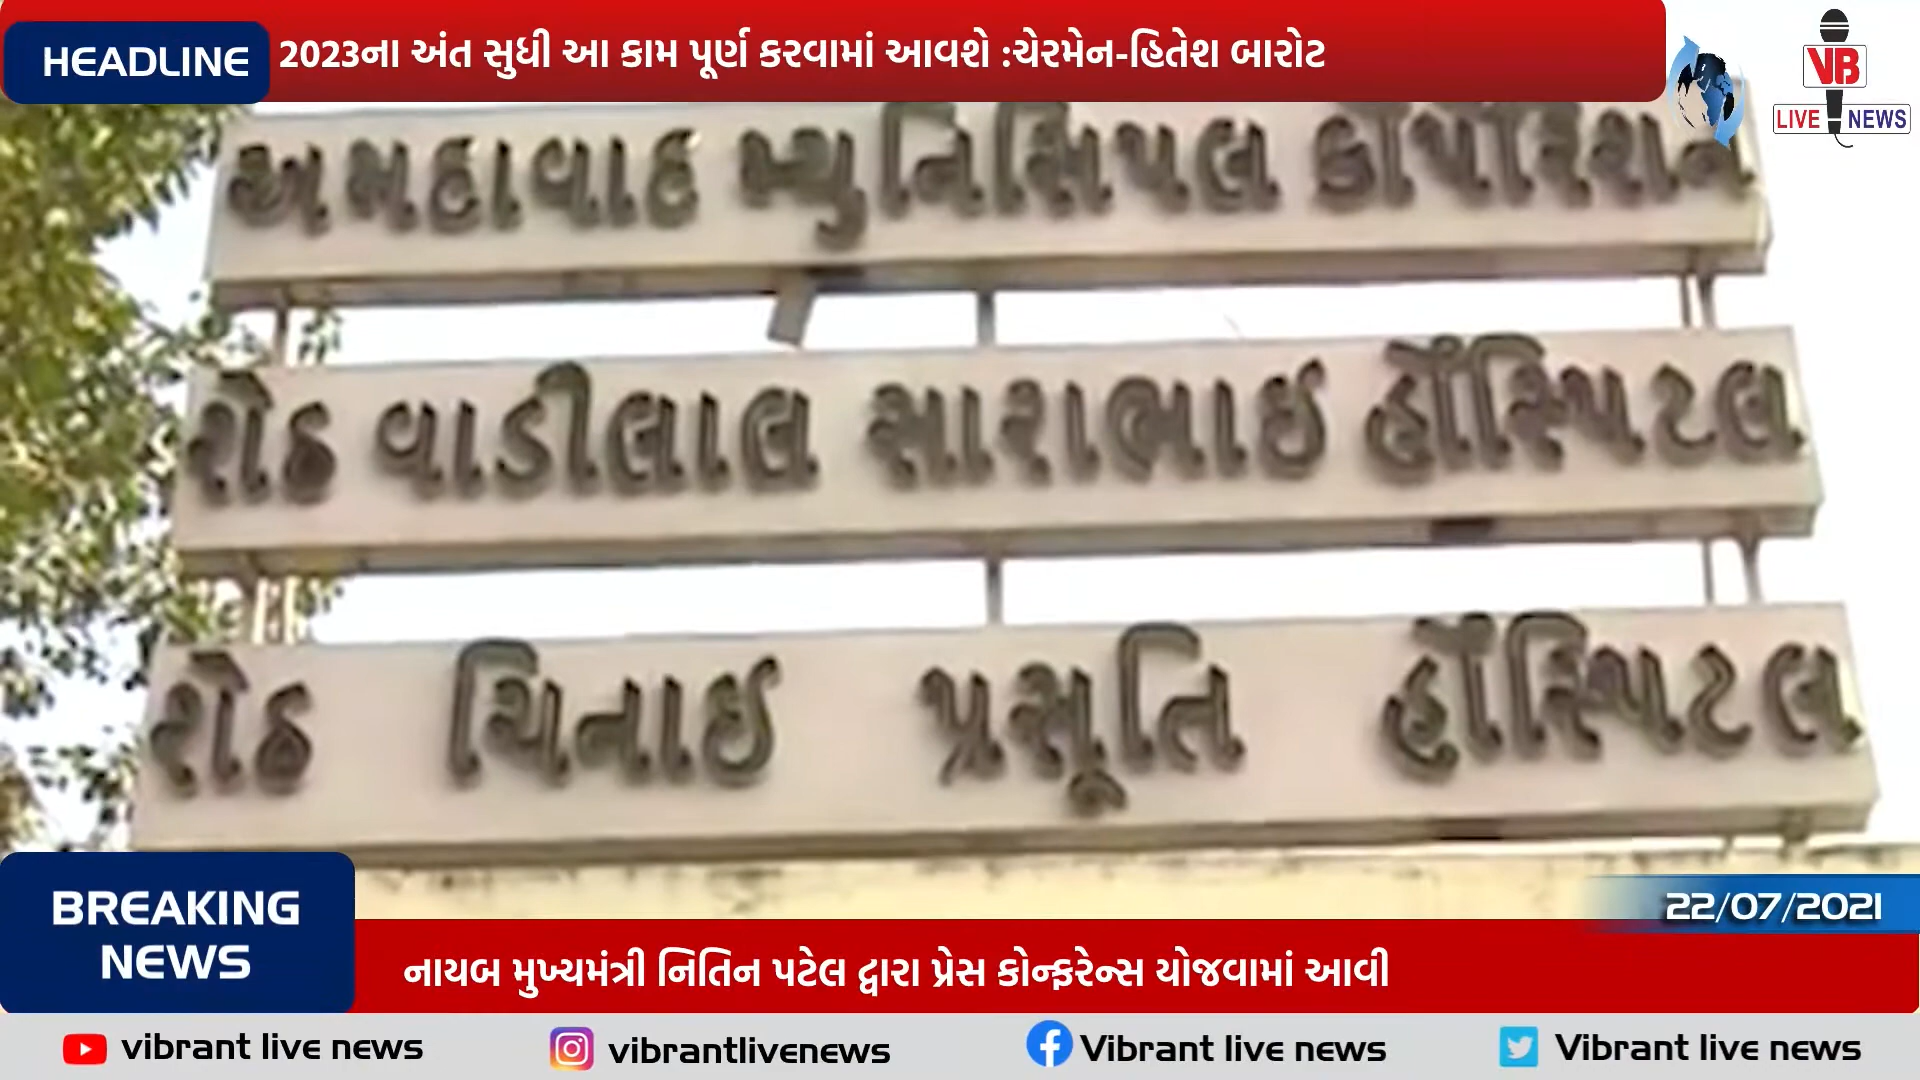 HEADLINE
2023ના અંત સુધી આ કામ પૂર્ણ કરવામાં આવશે :ચેરમેન-હિતેશ બારોટ
VB
LIVE NEWS
અમદાવાદ મ્યુનિસિપલ કોર્પોરેશન
શેઠ વાડીલાલ સારાભાઇ હૉસ્પિટલ
શેઠ ચિનાઇ પ્રસૂતિ હૉસ્પિટલ
BREAKING
NEWS
22/07/2021
નાયબ મુખ્યમંત્રી નિતિન પટેલ દ્વારા પ્રેસ કોન્ફરેન્સ યોજવામાં આવી
vibrant live news
vibrantlivenews
Vibrant live news
Vibrant live news